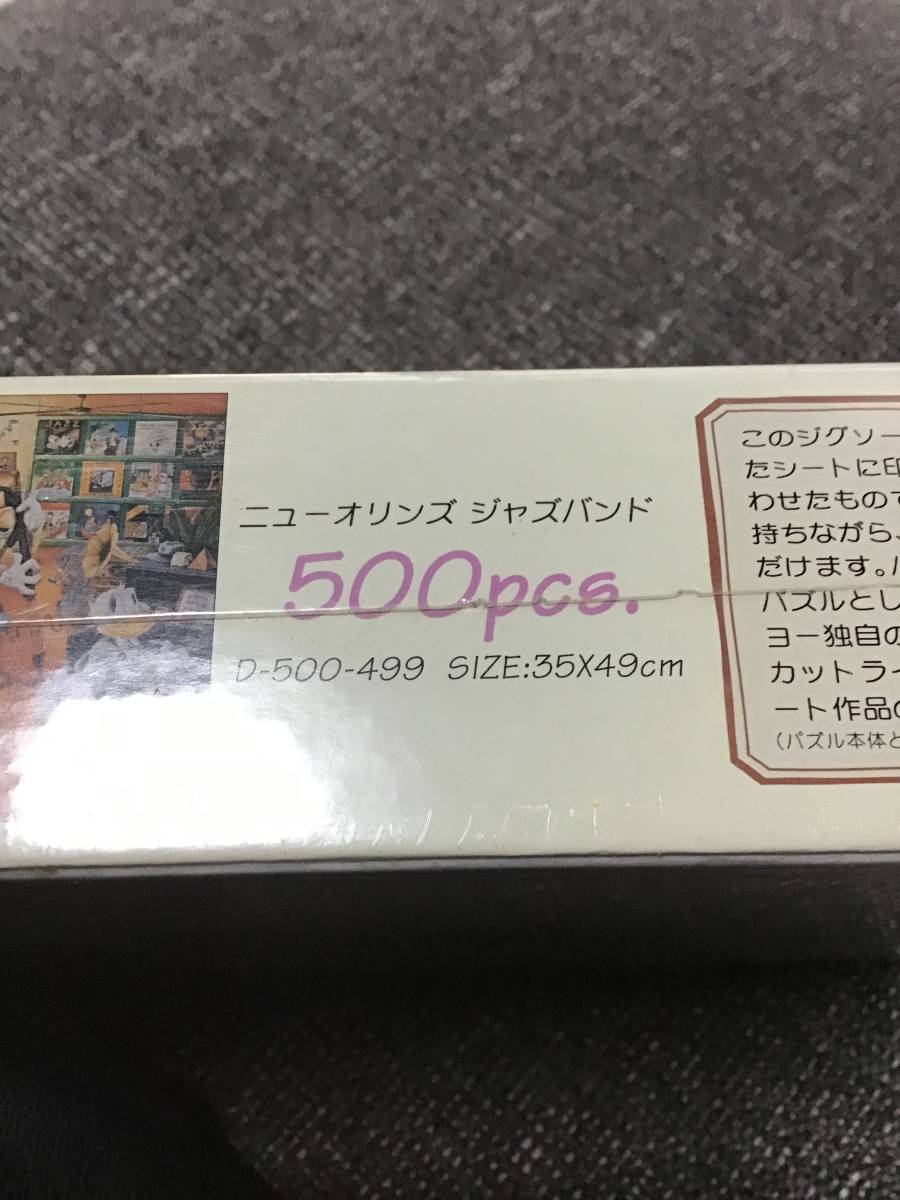 ニューオリンズ ジャズバンド
500pcs.
D-500-499 SIZE:35X49cm
このジグソー
たシートに印
わせたもので
持ちながら、
だけます。パ
パズルとし
ヨー独自の
カットライ
ート作品の
(パズル本体と